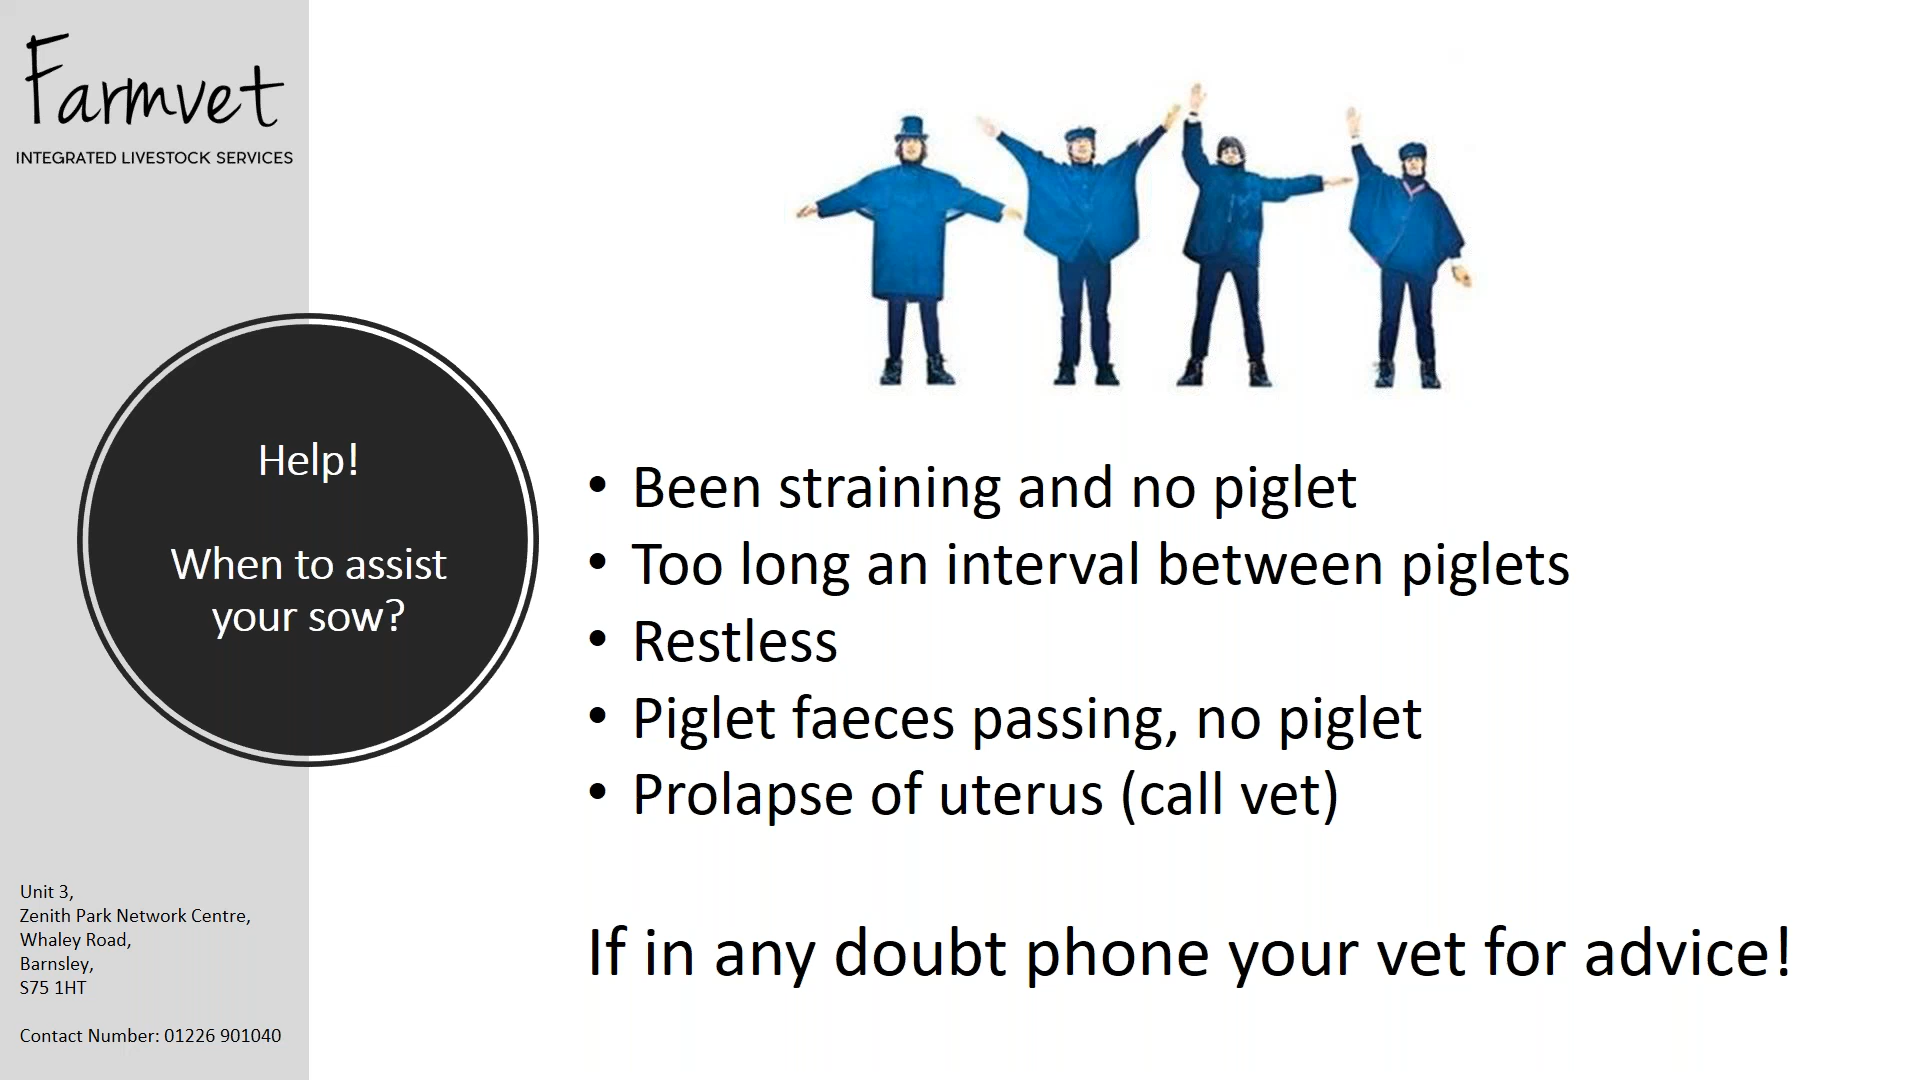 Farmvet
INTEGRATED LIVESTOCK SERVICES
Help!
When to assist
your sow?
• Been straining and no piglet
• Too long an interval between piglets
• Restless
• Piglet faeces passing, no piglet
• Prolapse of uterus (call vet)
If in any doubt phone your vet for advice!
Unit 3,
Zenith Park Network Centre,
Whaley Road,
Barnsley,
S75 1HT
Contact Number: 01226 901040